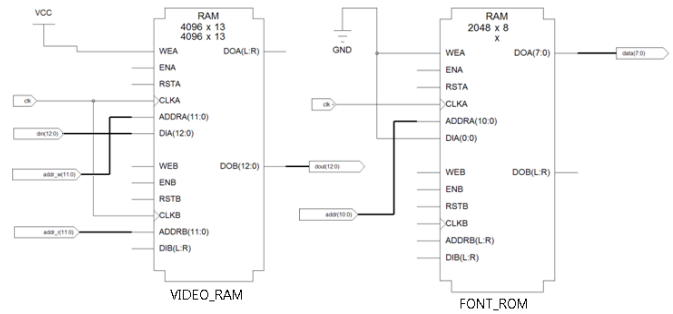 VCC
RAM
4096 x 13
4096 x 13
WEA
DOA(L:R)
ENA
RSTA
clk
CLKA
ADDRA(11:0)
din(12:0)
DIA(12:0)
WEB
DOB(12:0)
dout(12:0)
addr_w(11:0)
ENB
RSTB
CLKB
addr_r(11:0)
ADDRB(11:0)
DIB(L:R)
VIDEO_RAM
RAM
2048 x 8
x
GND
WEA
DOA(7:0)
data(7:0)
ENA
RSTA
clk
CLKA
ADDRA(10:0)
DIA(0:0)
WEB
DOB(L:R)
ENB
RSTB
addr(10:0)
CLKB
ADDRB(L:R)
DIB(L:R)
FONT_ROM